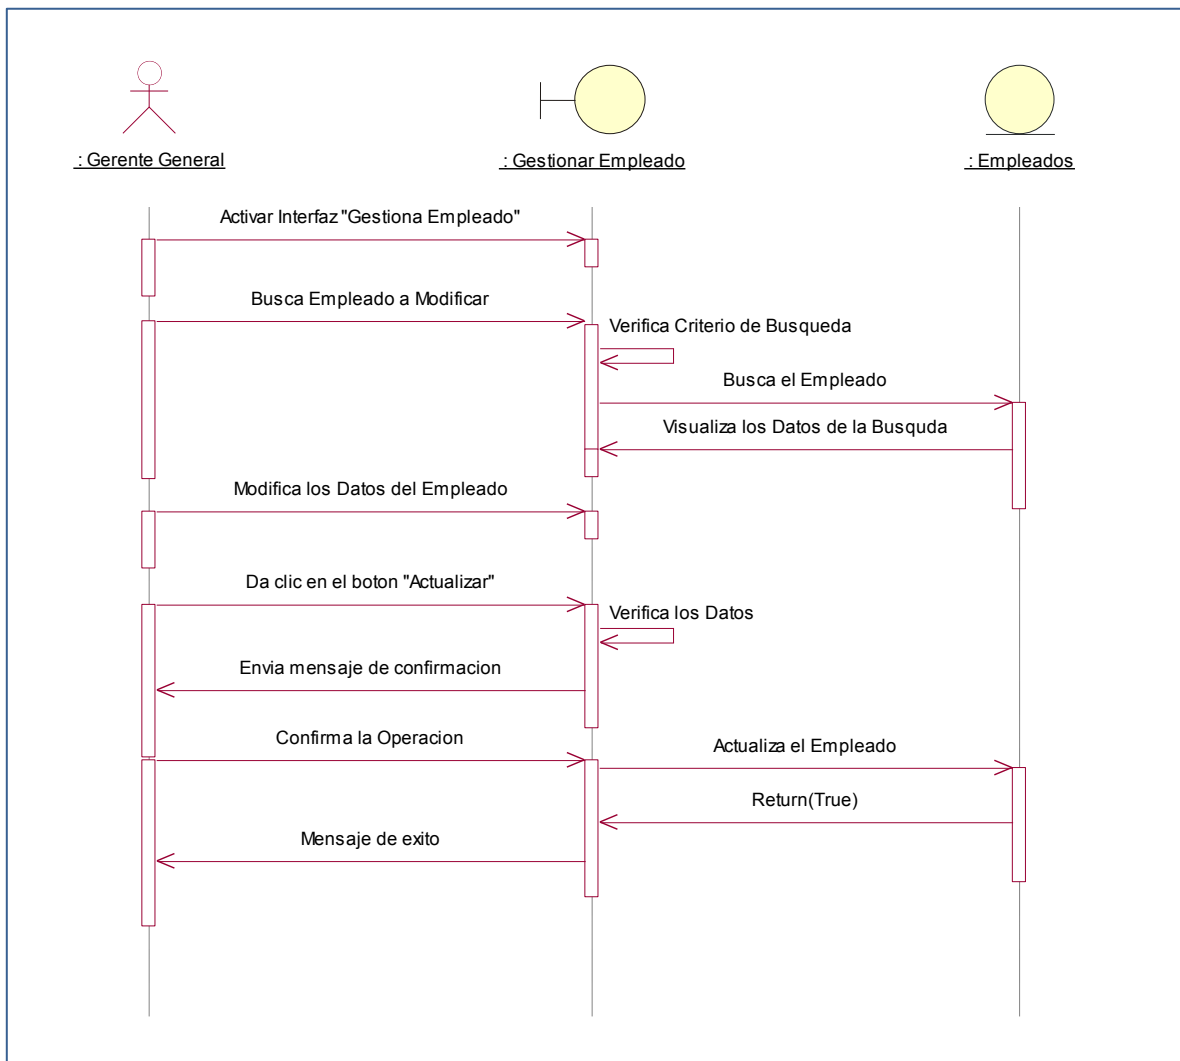 : Gerente General
: Gestionar Empleado
: Empleados
Activar Interfaz "Gestiona Empleado"
Busca Empleado a Modificar
Verifica Criterio de Busqueda
Busca el Empleado
Visualiza los Datos de la Busquda
Modifica los Datos del Empleado
Da clic en el boton "Actualizar"
Verifica los Datos
Envia mensaje de confirmacion
Confirma la Operacion
Actualiza el Empleado
Return(True)
Mensaje de exito